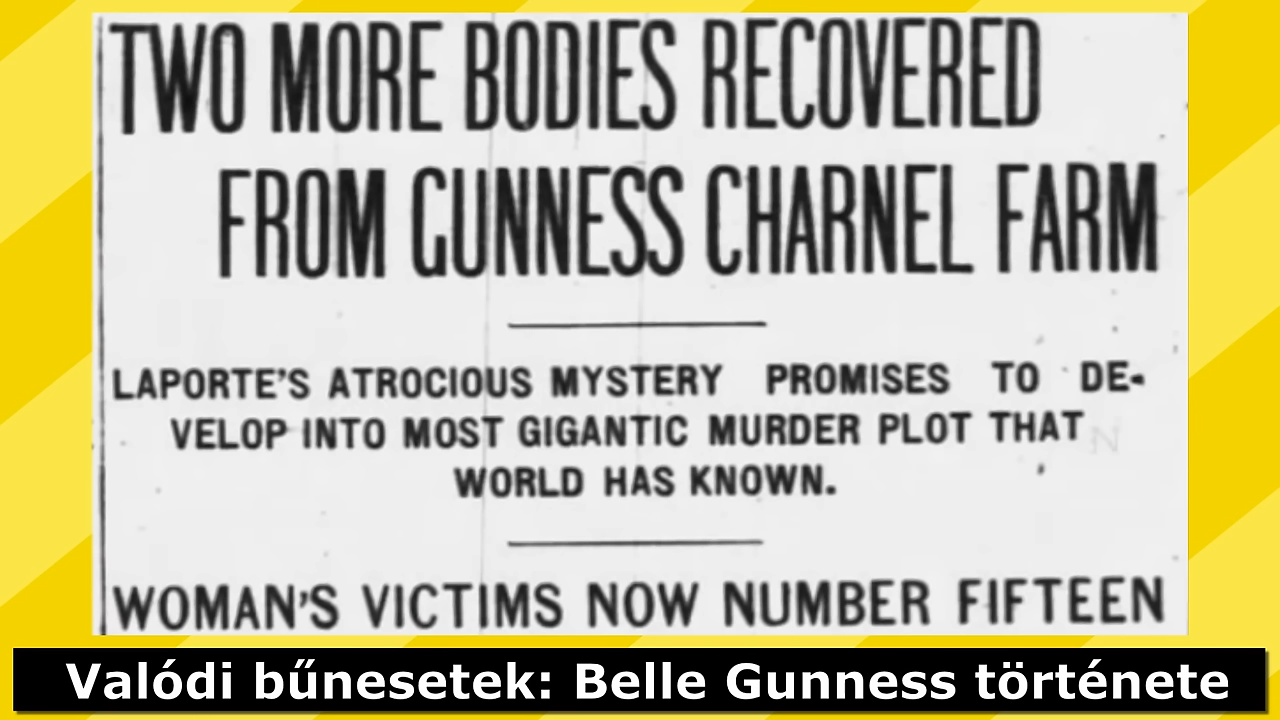 TWO MORE BODIES RECOVERED
FROM GUNNESS CHARNEL FARM
LAPORTE'S ATROCIOUS MYSTERY PROMISES TO DE-
VELOP INTO MOST GIGANTIC MURDER PLOT THAT
WORLD HAS KNOWN.
WOMAN'S VICTIMS NOW NUMBER FIFTEEN
Valódi bűnesetek: Belle Gunness története